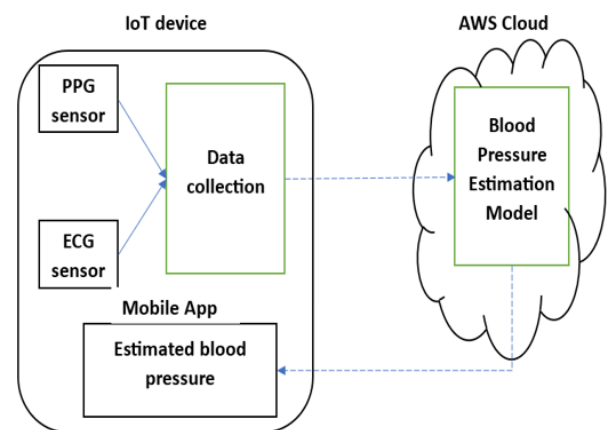 IoT device
AWS Cloud
PPG
sensor
Data
collection
Blood
Pressure
Estimation
Model
ECG
sensor
Mobile App
Estimated blood
pressure